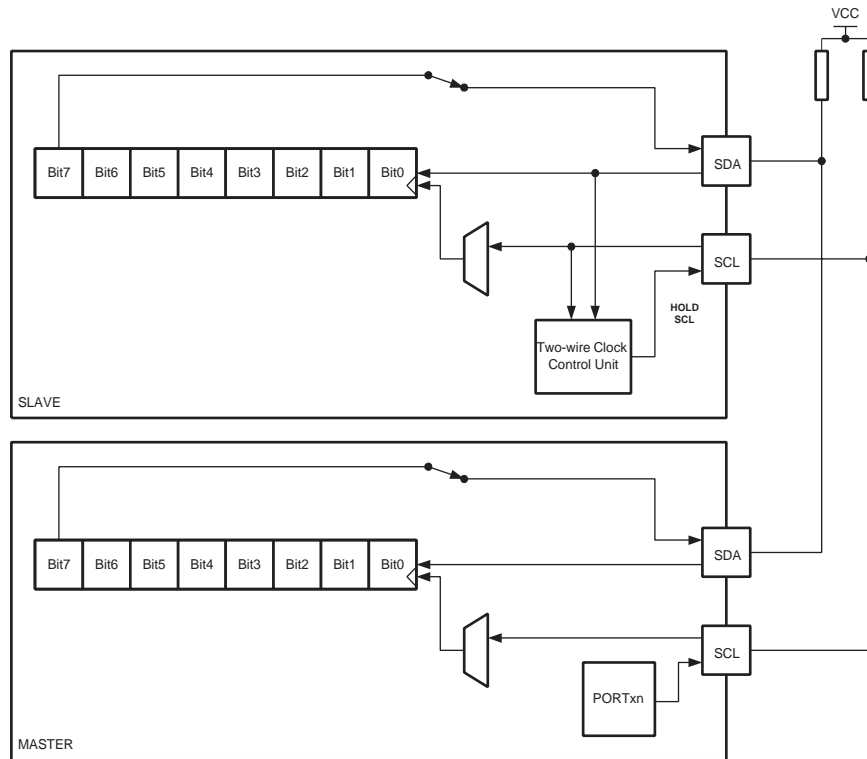 VCC
Bit7 Bit6 Bit5 Bit4 Bit3 Bit2 Bit1 Bit0
SDA
SCL
HOLD
SCL
Two-wire Clock
Control Unit
SLAVE
Bit7 Bit6 Bit5 Bit4 Bit3 Bit2 Bit1 Bit0
SDA
SCL
PORTxn
MASTER